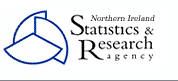 Northern Ireland
Statistics &
Research
agency